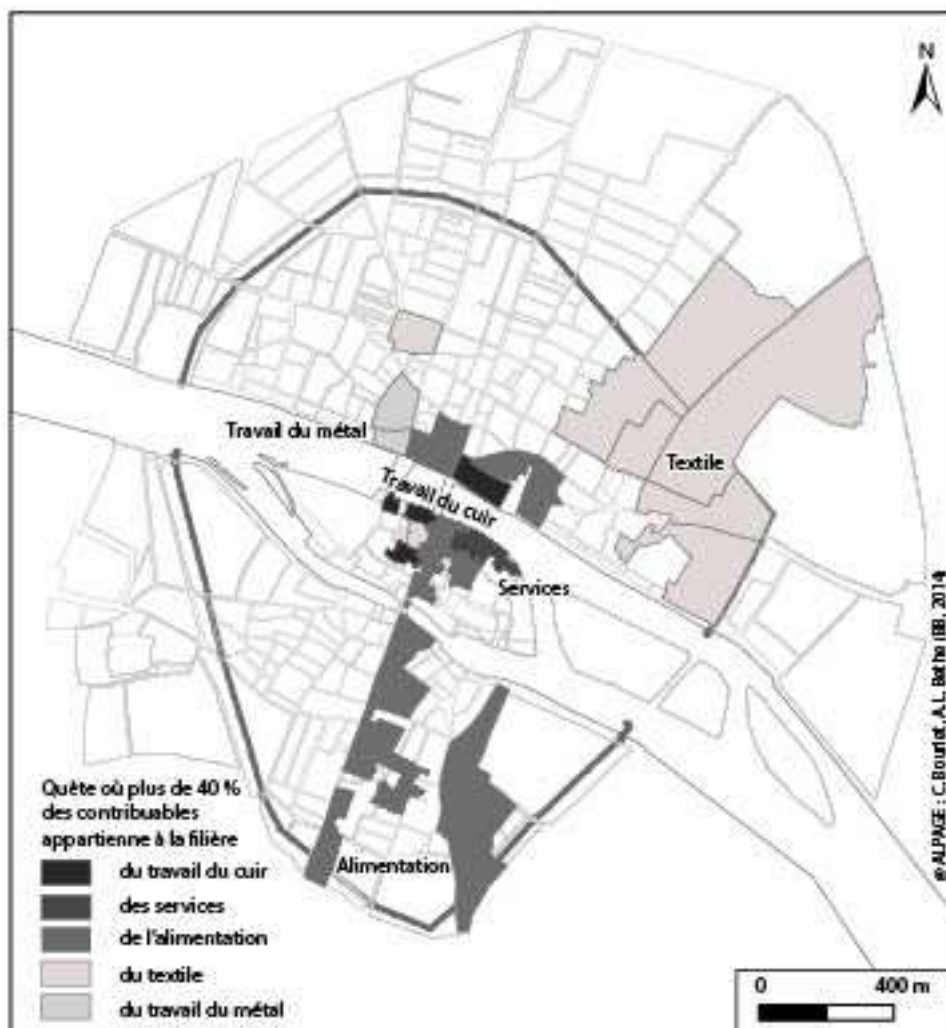 N
Travail du métal
Travail du cuir
Textile
Services
Alimentation
Quête où plus de 40 %
des contribuables
appartienne à la filière
du travail du cuir
des services
de l'alimentation
du textile
du travail du métal
0 400 m
© ALPAGE : C. Bourlet, A.L. Bethe 2014